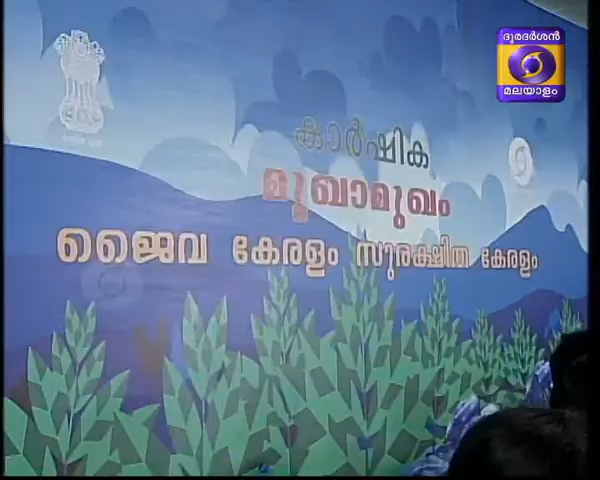 ദൂരദർശൻ
മലയാളം
കാർഷിക
മുഖാമുഖം
ജൈവ കേരളം സുരക്ഷിത കേരളം